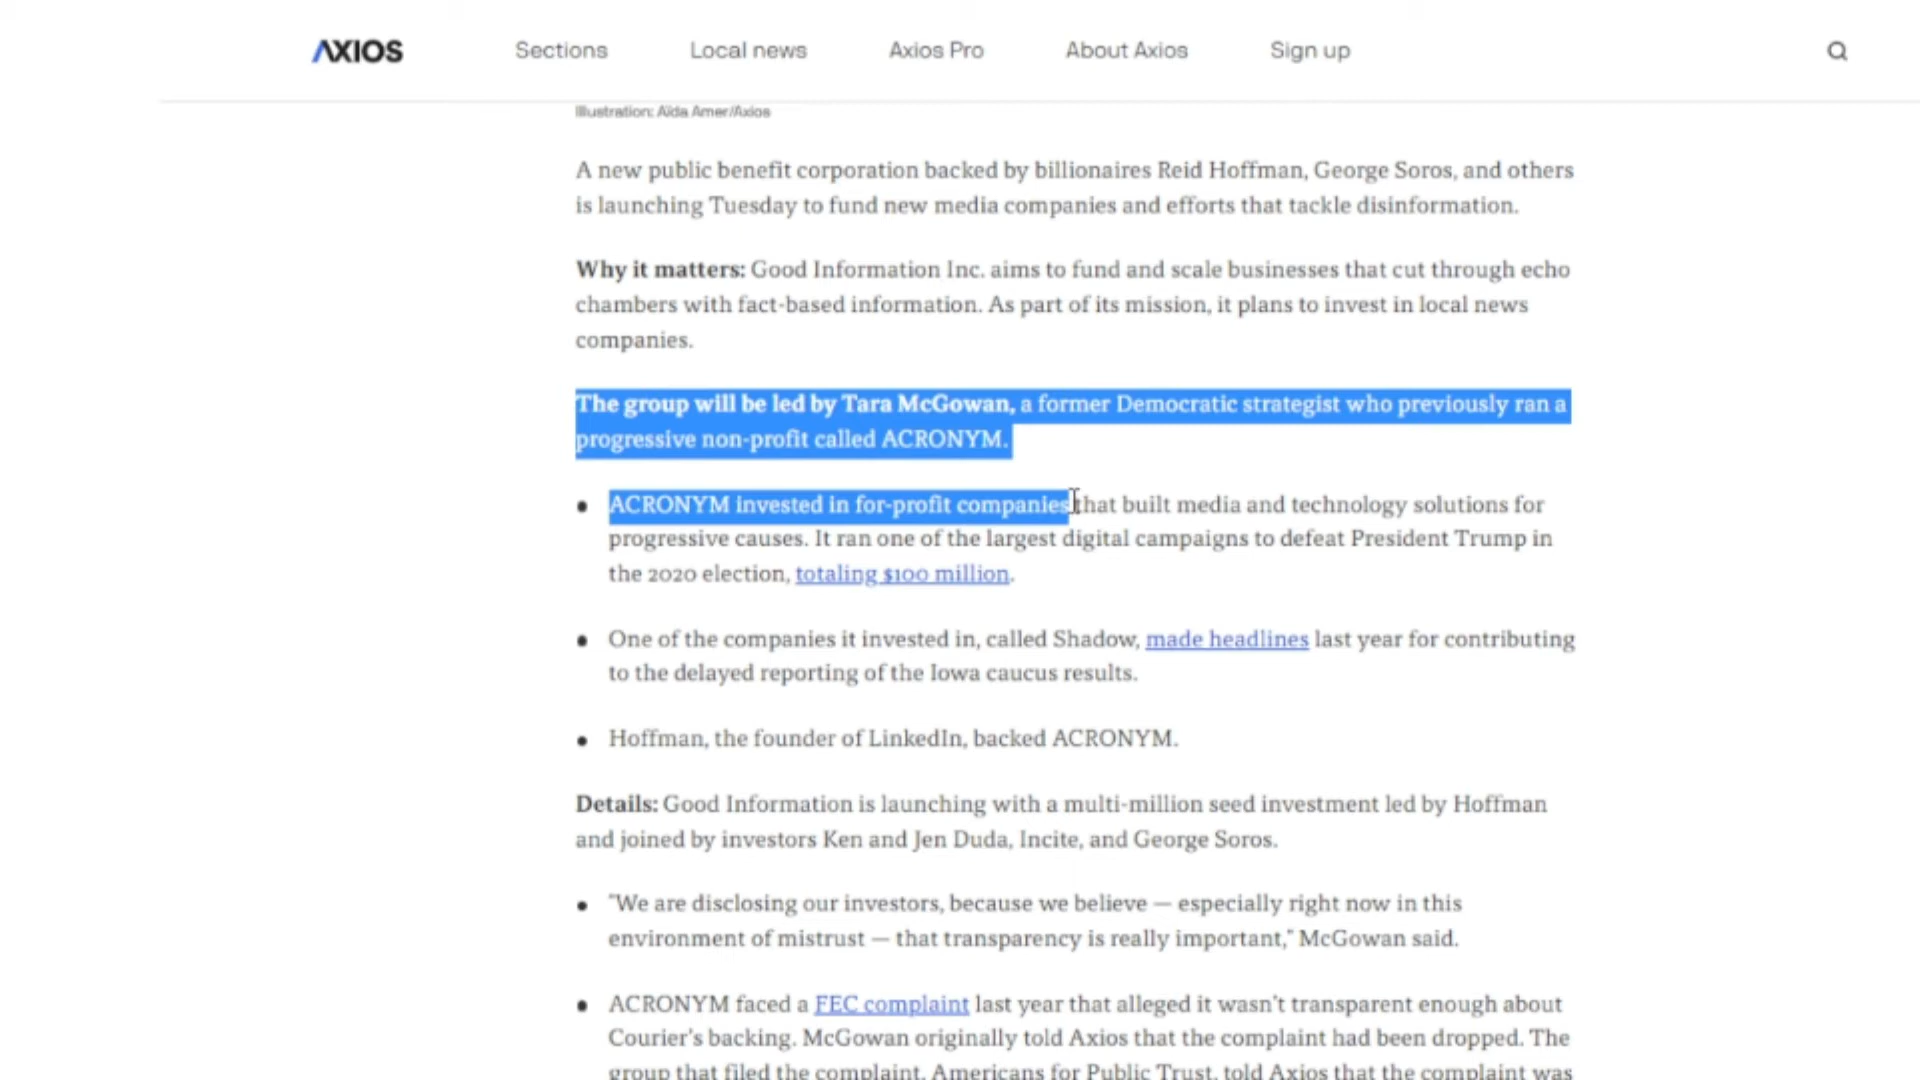 AXIOS
Sections
Local news
Axios Pro
About Axios
Sign up
Illustration: Aïda Amer/Axios
A new public benefit corporation backed by billionaires Reid Hoffman, George Soros, and others
is launching Tuesday to fund new media companies and efforts that tackle disinformation.
Why it matters: Good Information Inc. aims to fund and scale businesses that cut through echo
chambers with fact-based information. As part of its mission, it plans to invest in local news
companies.
The group will be led by Tara McGowan, a former Democratic strategist who previously ran a
progressive non-profit called ACRONYM.
• ACRONYM invested in for-profit companies that built media and technology solutions for
progressive causes. It ran one of the largest digital campaigns to defeat President Trump in
the 2020 election, totaling $100 million.
• One of the companies it invested in, called Shadow, made headlines last year for contributing
to the delayed reporting of the Iowa caucus results.
• Hoffman, the founder of LinkedIn, backed ACRONYM.
Details: Good Information is launching with a multi-million seed investment led by Hoffman
and joined by investors Ken and Jen Duda, Incite, and George Soros.
• "We are disclosing our investors, because we believe — especially right now in this
environment of mistrust — that transparency is really important," McGowan said.
• ACRONYM faced a FEC complaint last year that alleged it wasn't transparent enough about
Courier's backing. McGowan originally told Axios that the complaint had been dropped. The
group that filed the complaint, Americans for Public Trust, told Axios that the complaint was